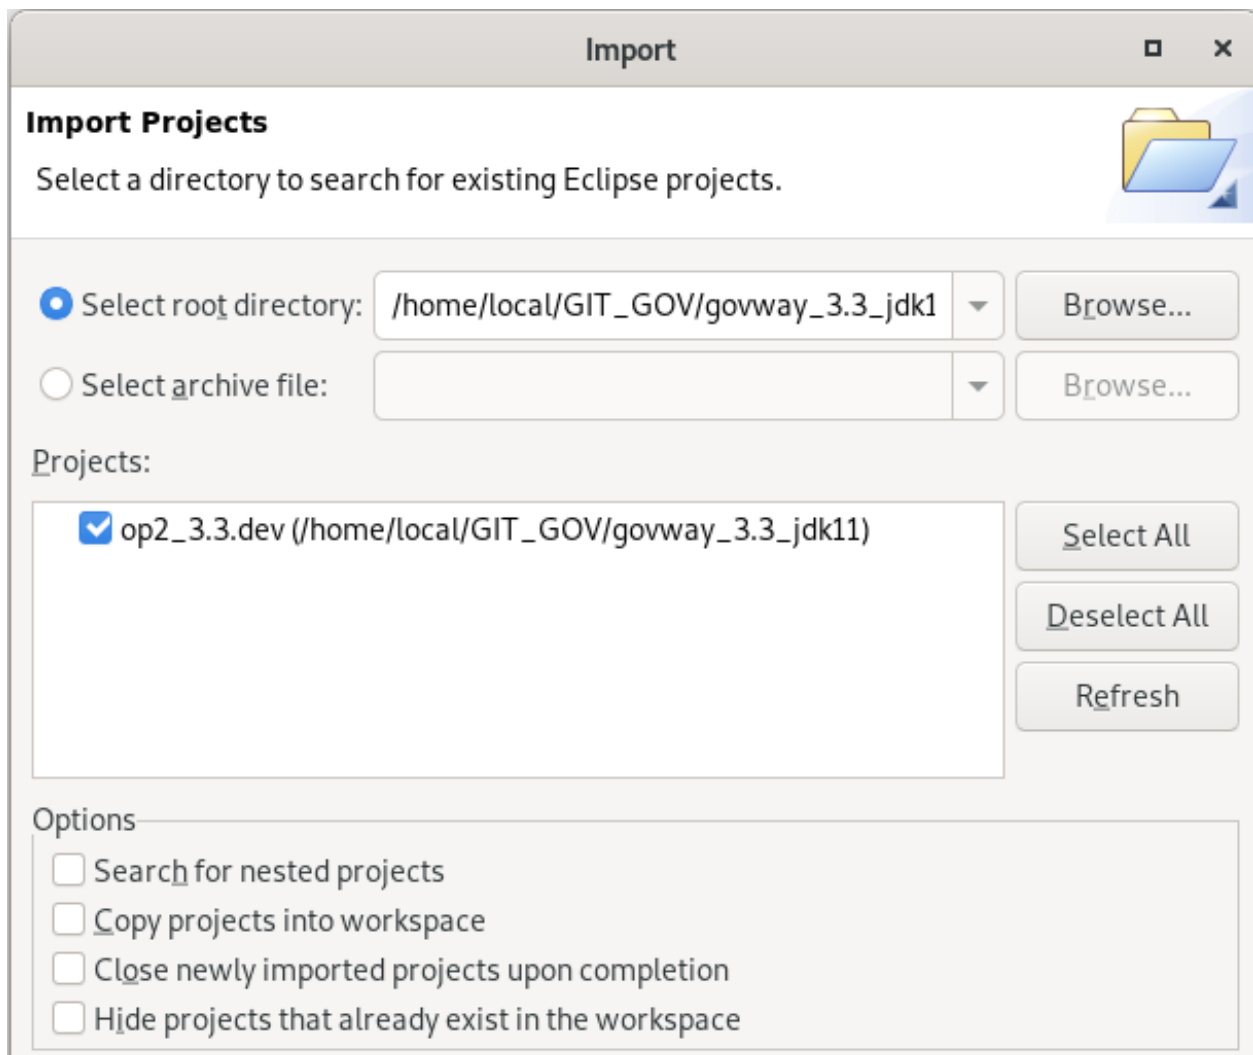 Import
Import Projects
Select a directory to search for existing Eclipse projects.
Select root directory: /home/local/GIT_GOV/govway_3.3_jdk1 Browse...
Select archive file: Browse...
Projects:
op2_3.3.dev (/home/local/GIT_GOV/govway_3.3_jdk11)
Select All
Deselect All
Refresh
Options
Search for nested projects
Copy projects into workspace
Close newly imported projects upon completion
Hide projects that already exist in the workspace